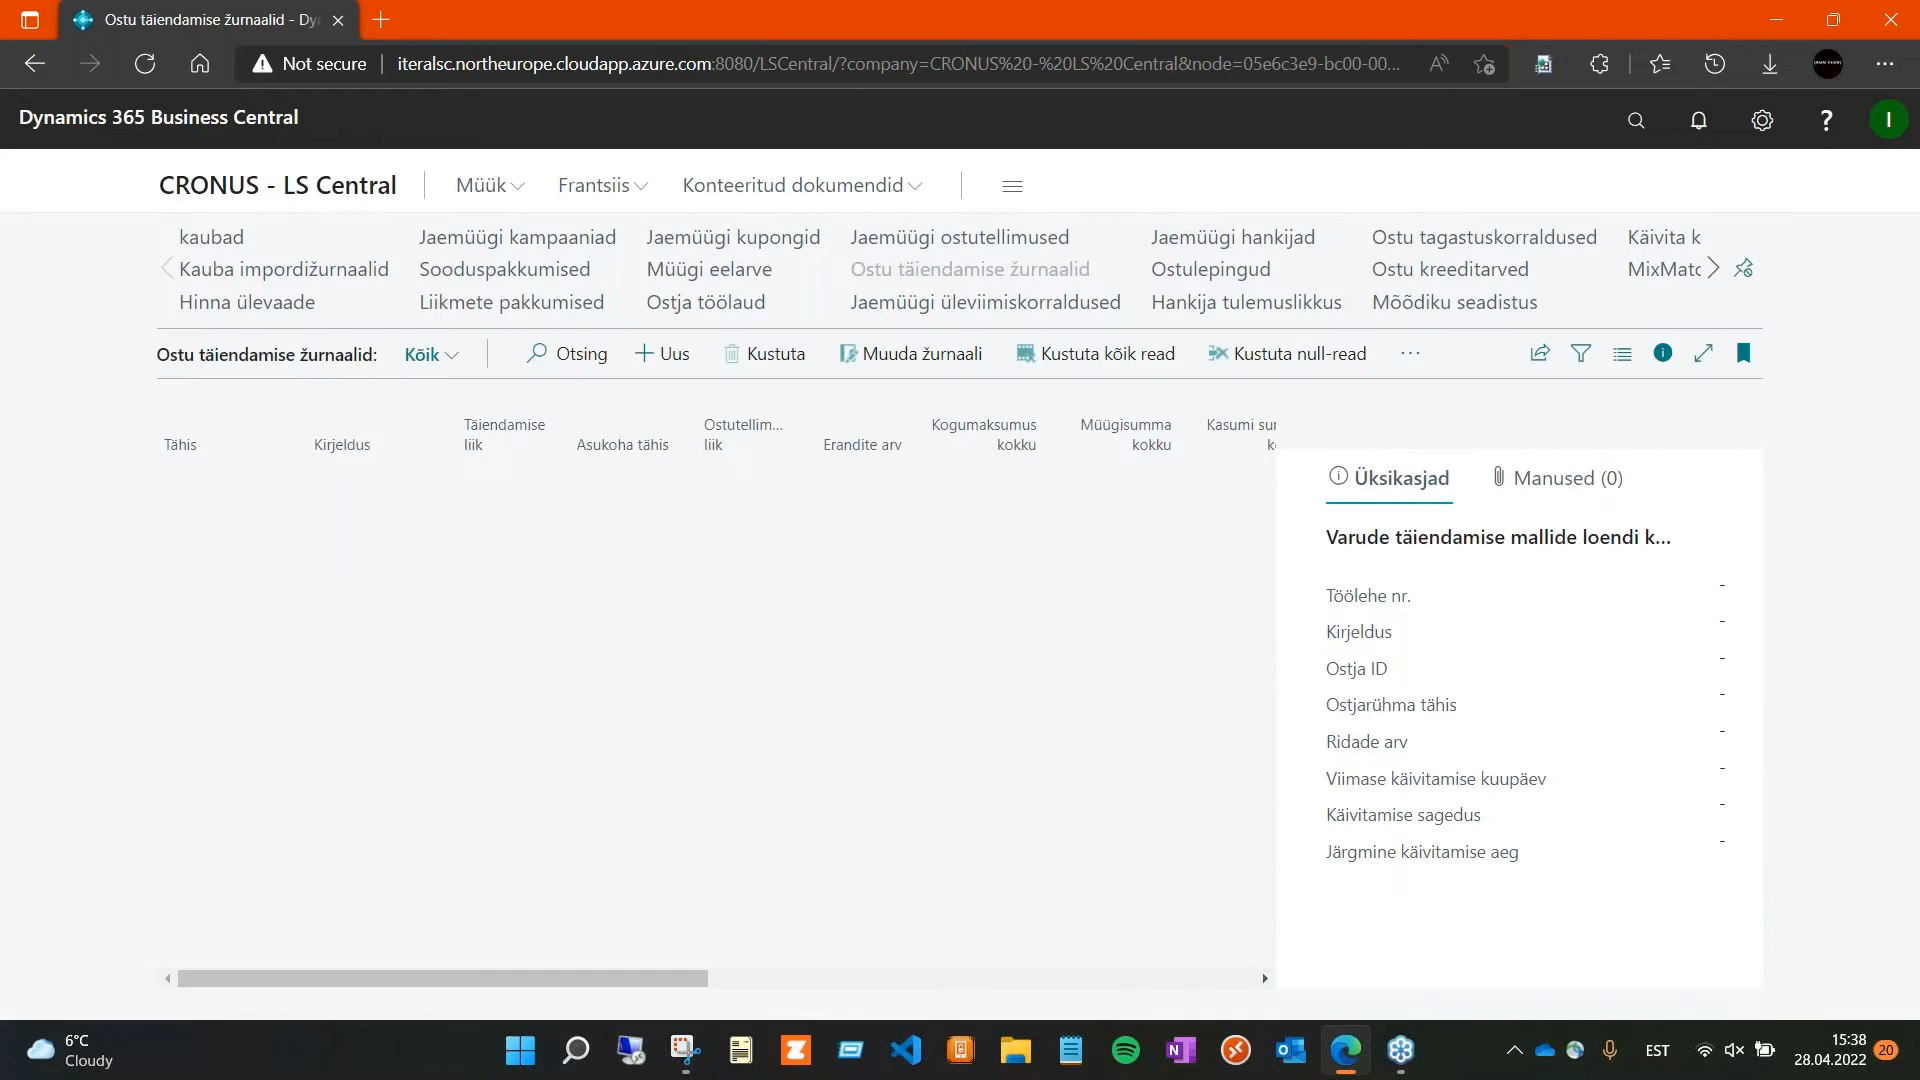 Ostu täiendamise žurnaalid - Dy
Not secure
iteralsc.northeurope.cloudapp.azure.com:8080/LSCentral/?company=CRONUS%20-%20LS%20Central&node=05e6c3e9-bc00-00...
Dynamics 365 Business Central
I
CRONUS - LS Central
Müük
Frantsiis
Konteeritud dokumendid
kaubad
Jaemüügi kampaaniad
Jaemüügi kupongid
Jaemüügi ostutellimused
Jaemüügi hankijad
Ostu tagastuskorraldused
Käivita k
Kauba impordižurnaalid
Sooduspakkumised
Müügi eelarve
Ostu täiendamise žurnaalid
Ostulepingud
Ostu kreeditarved
MixMatc
Hinna ülevaade
Liikmete pakkumised
Ostja töölaud
Jaemüügi üleviimiskorraldused
Hankija tulemuslikkus
Mõõdiku seadistus
Ostu täiendamise žurnaalid:
Kõik
Otsing
Uus
Kustuta
Muuda žurnaali
Kustuta kõik read
Kustuta null-read
...
Tähis
Kirjeldus
Täiendamise
liik
Asukoha tähis
Ostutellim...
liik
Erandite arv
Kogumaksumus
kokku
Müügisumma
kokku
Kasumi su
k
Üksikasjad
Manused (0)
Varude täiendamise mallide loendi k...
Töölehe nr. -
Kirjeldus -
Ostja ID -
Ostjarühma tähis -
Ridade arv -
Viimase käivitamise kuupäev -
Käivitamise sagedus -
Järgmine käivitamise aeg -
6°C
Cloudy
EST
15:38
28.04.2022
20